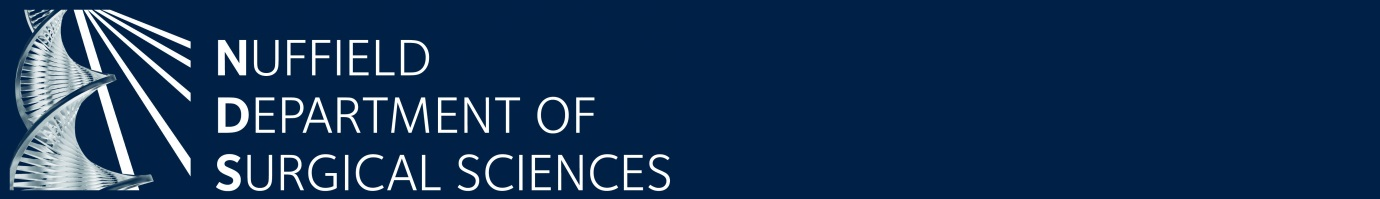 NUFFIELD
DEPARTMENT OF
SURGICAL SCIENCES